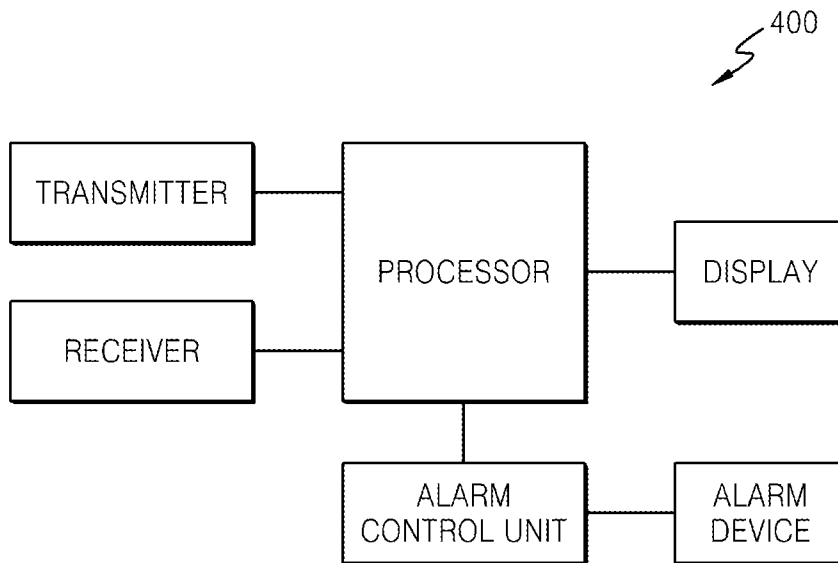 400
TRANSMITTER
PROCESSOR
DISPLAY
RECEIVER
ALARM
CONTROL UNIT
ALARM
DEVICE